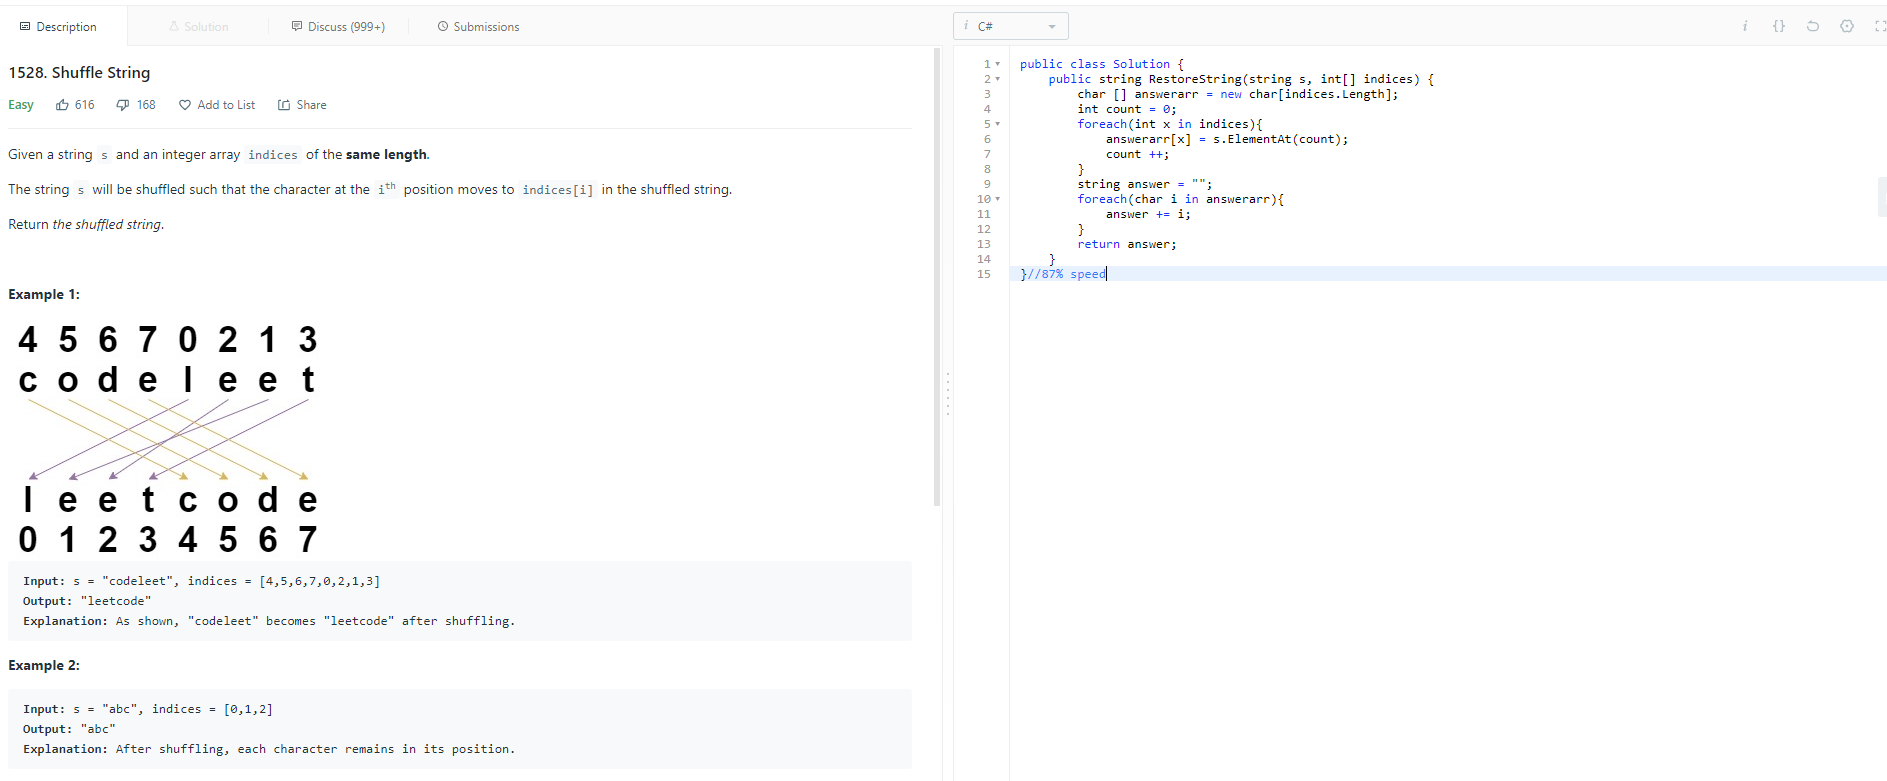 Description
Solution
Discuss (999+)
Submissions
1528. Shuffle String
Easy 616 168 Add to List Share
Given a string s and an integer array indices of the same length.
The string s will be shuffled such that the character at the ith position moves to indices[i] in the shuffled string.
Return the shuffled string.
Example 1:
4 5 6 7 0 2 1 3
c o d e l e e t
l e e t c o d e
0 1 2 3 4 5 6 7
Input: s = "codeleet", indices = [4,5,6,7,0,2,1,3]
Output: "leetcode"
Explanation: As shown, "codeleet" becomes "leetcode" after shuffling.
Example 2:
Input: s = "abc", indices = [0,1,2]
Output: "abc"
Explanation: After shuffling, each character remains in its position.
i C#
i {}
1 public class Solution {
2 public string RestoreString(string s, int[] indices) {
3 char [] answerarr = new char[indices.Length];
4 int count = 0;
5 foreach(int x in indices){
6 answerarr[x] = s.ElementAt(count);
7 count ++;
8 }
9 string answer = "";
10 foreach(char i in answerarr){
11 answer += i;
12 }
13 return answer;
14 }
15 }//87% speed